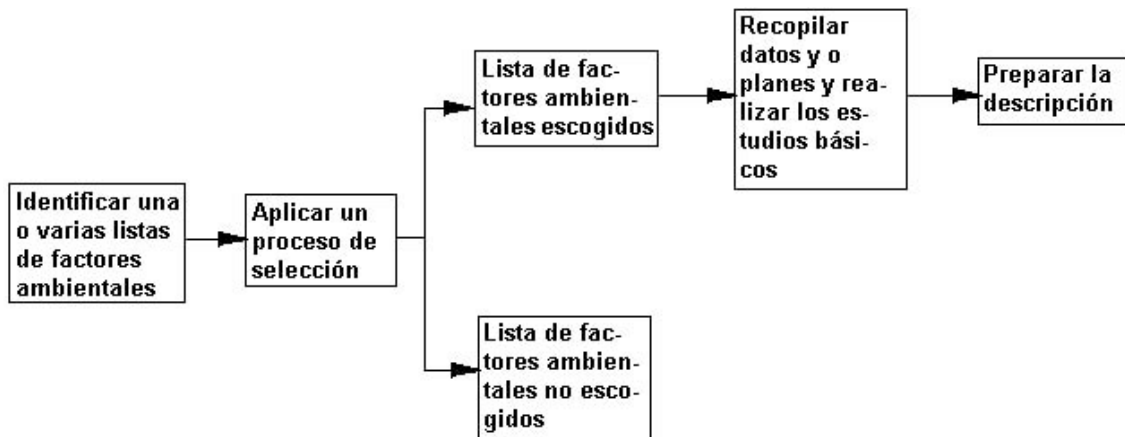 Identificar una
o varias listas
de factores
ambientales
Aplicar un
proceso de
selección
Lista de fac-
tores ambien-
tales escogidos
Recopilar
datos y o
planes y rea-
lizar los es-
tudios bási-
cos
Preparar la
descripción
Lista de fac-
tores ambien-
tales no esco-
gidos